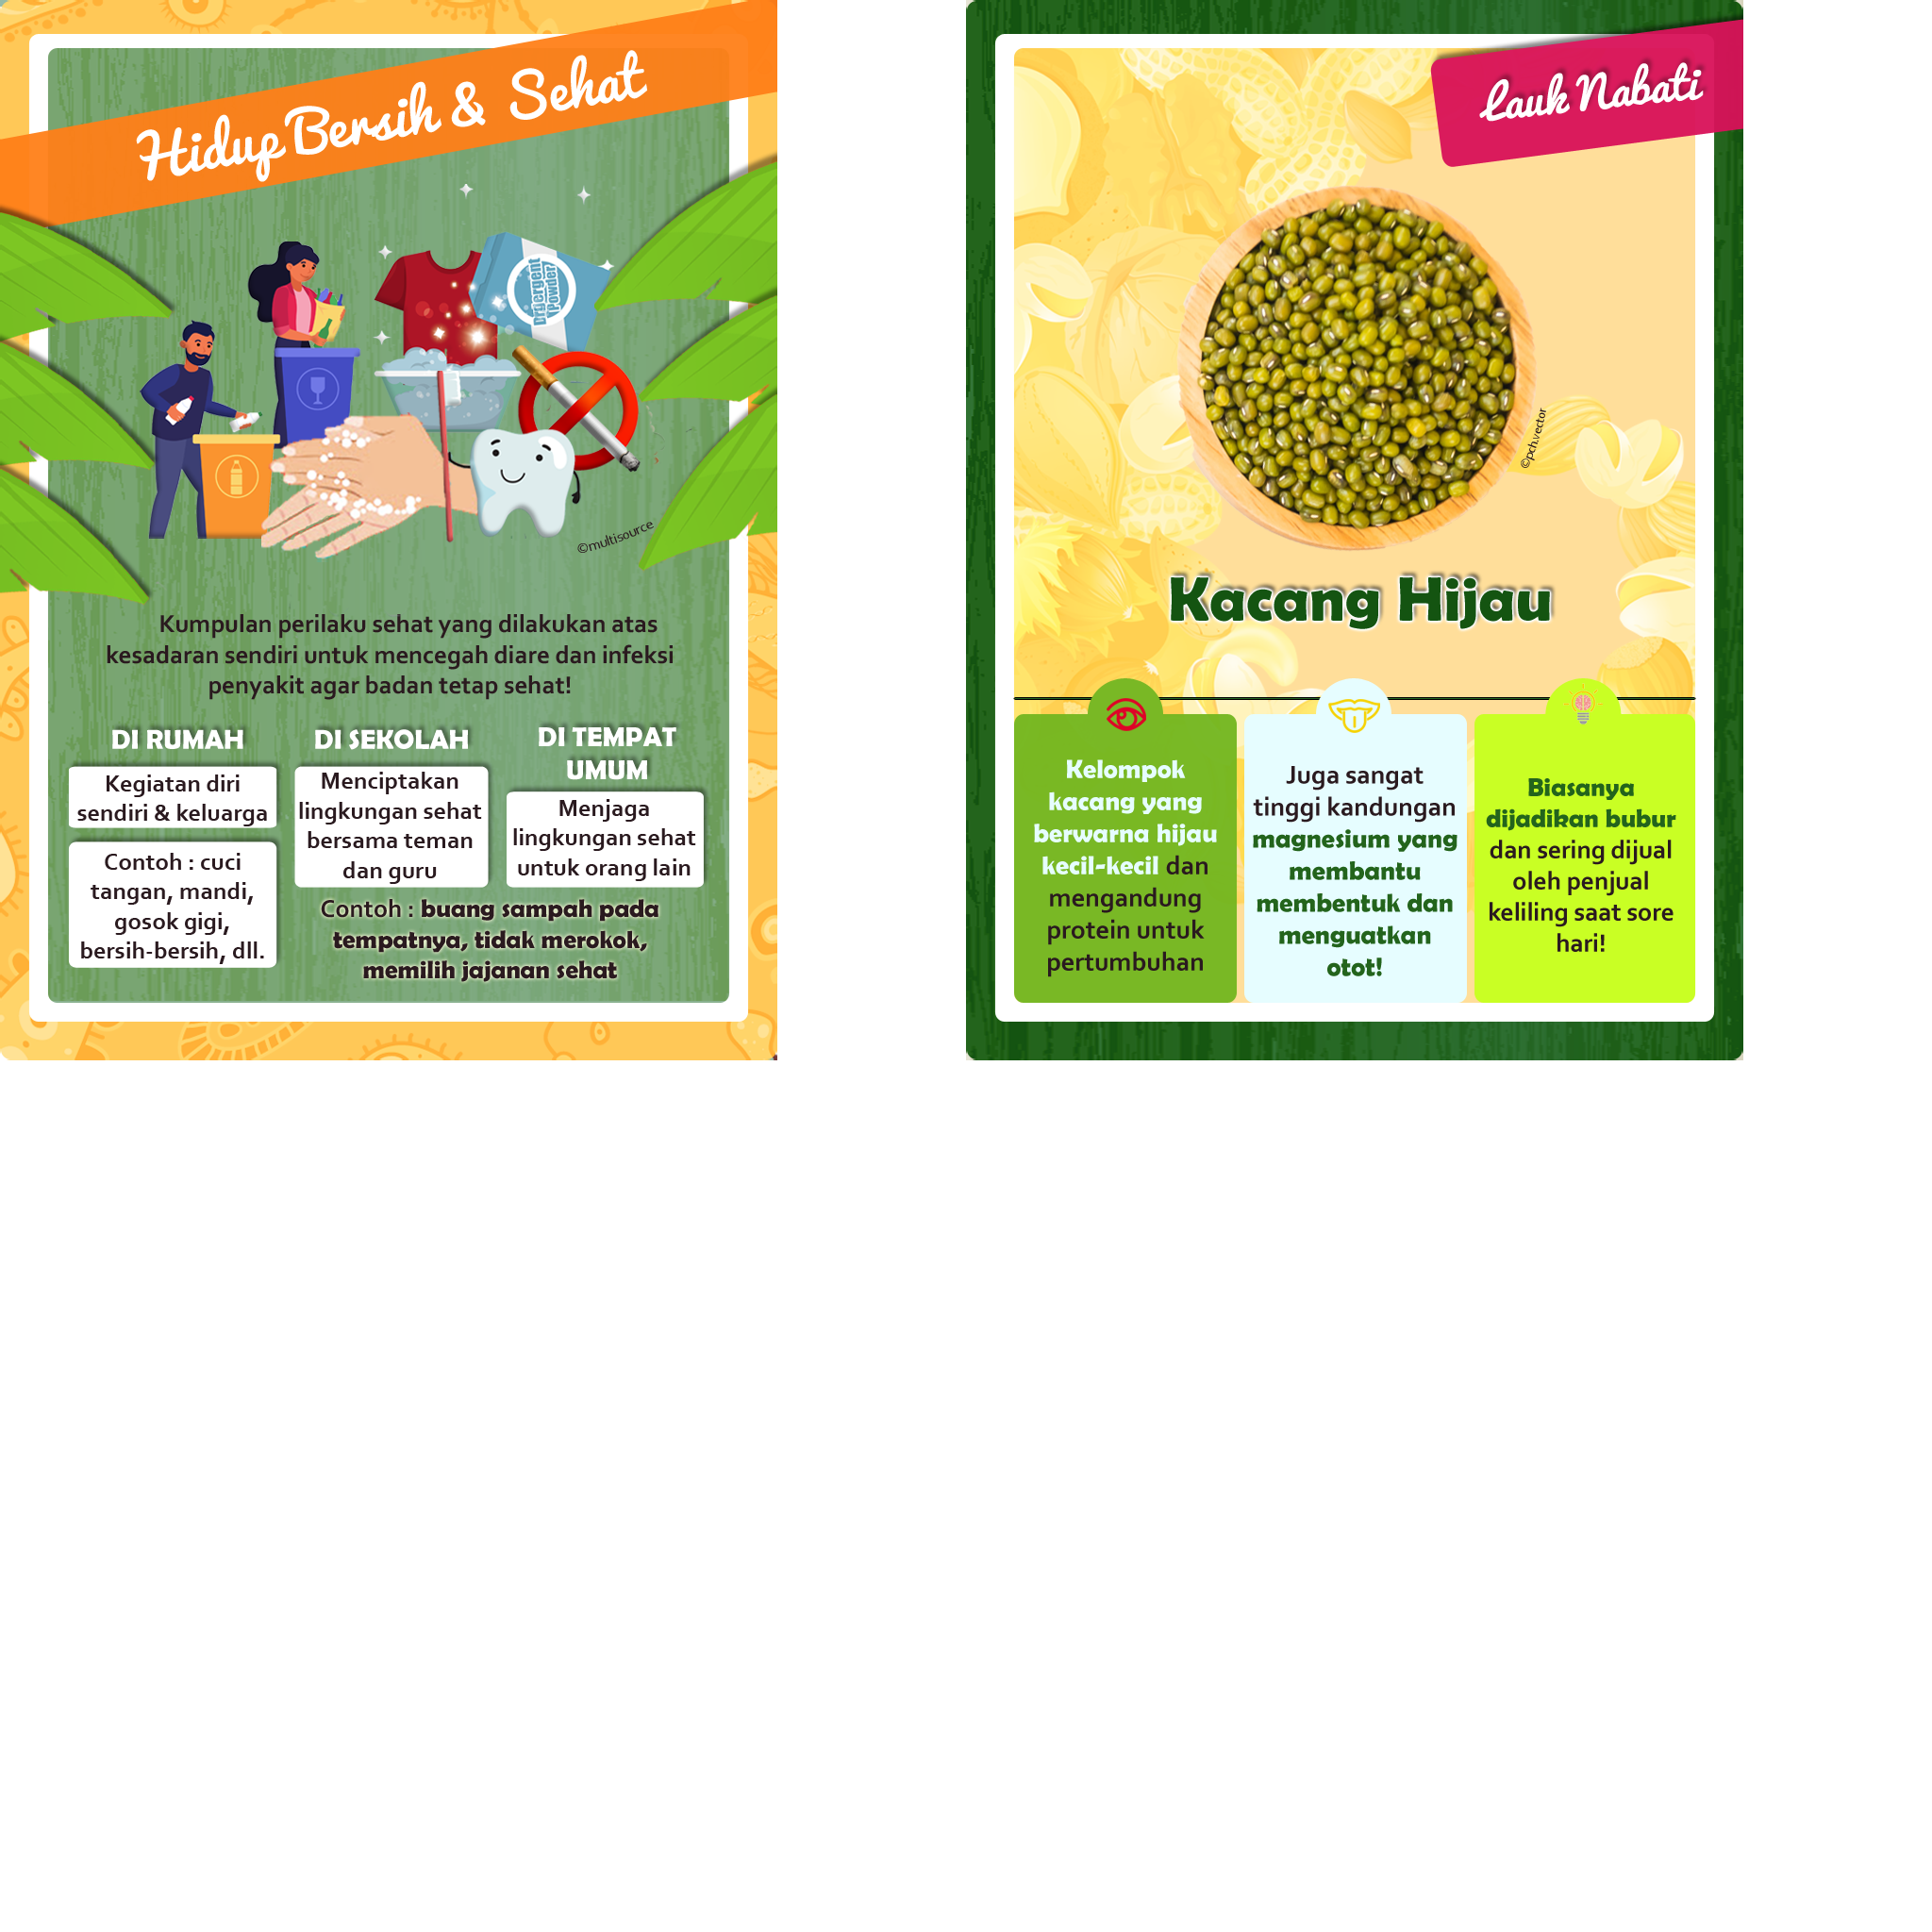 Hidup Bersih & Sehat
Drgergent
(Powder)
©multisource
Kumpulan perilaku sehat yang dilakukan atas
kesadaran sendiri untuk mencegah diare dan infeksi
penyakit agar badan tetap sehat!
DI RUMAH
Kegiatan diri
sendiri & keluarga
Contoh : cuci
tangan, mandi,
gosok gigi,
bersih-bersih, dll.
DI SEKOLAH
Menciptakan
lingkungan sehat
bersama teman
dan guru
DI TEMPAT
UMUM
Menjaga
lingkungan sehat
untuk orang lain
Contoh : buang sampah pada
tempatnya, tidak merokok,
memilih jajanan sehat
Lauk Nabati
©pch.vector
Kacang Hijau
Kelompok
kacang yang
berwarna hijau
kecil-kecil dan
mengandung
protein untuk
pertumbuhan
Juga sangat
tinggi kandungan
magnesium yang
membantu
membentuk dan
menguatkan
otot!
Biasanya
dijadikan bubur
dan sering dijual
oleh penjual
keliling saat sore
hari!